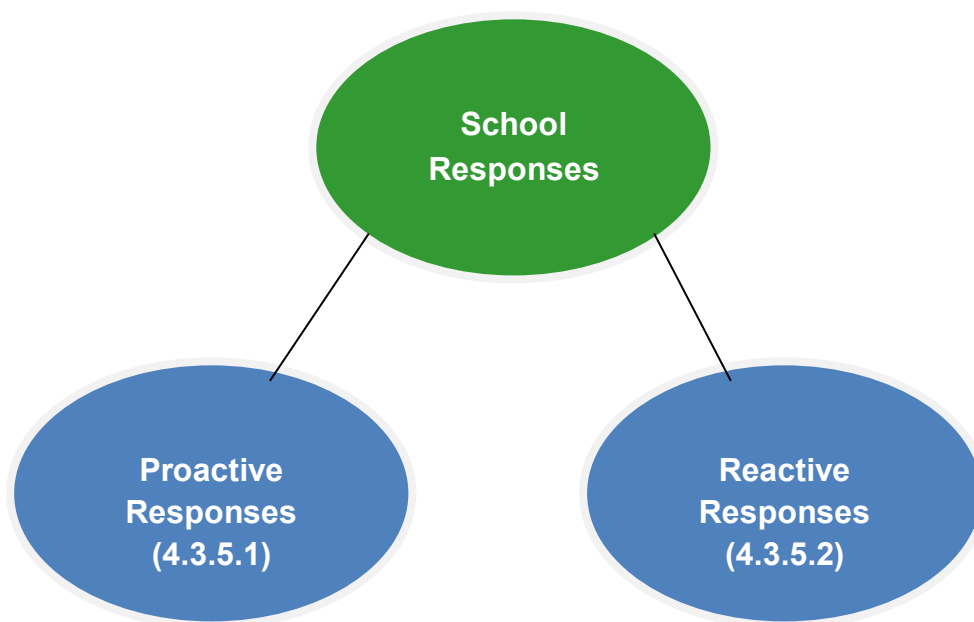 School
Responses
Proactive
Responses
(4.3.5.1)
Reactive
Responses
(4.3.5.2)